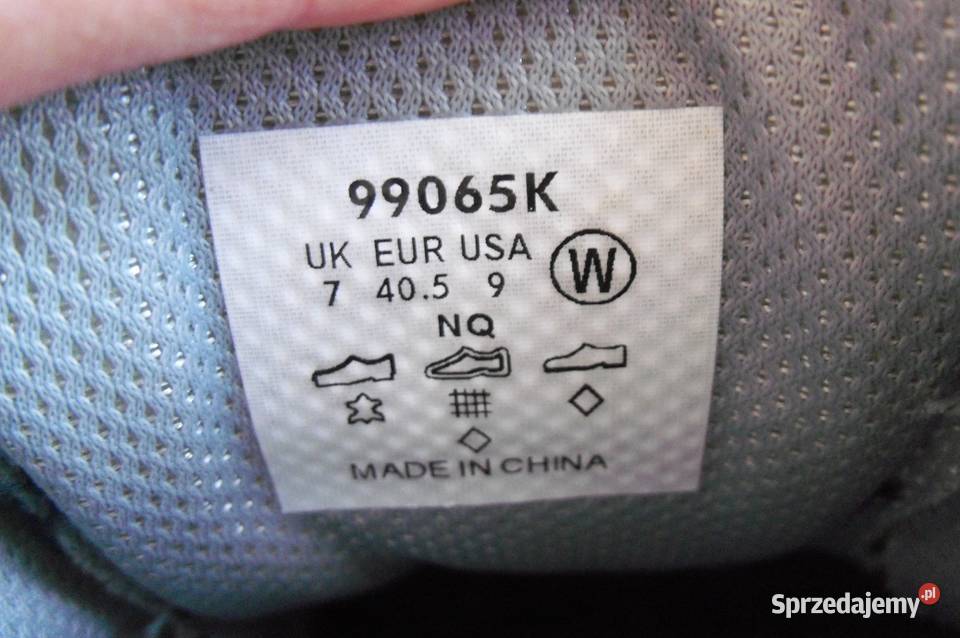 99065K
UK EUR USA
7 40.5 9
W
NQ
MADE IN CHINA
Sprzedajemy.pl